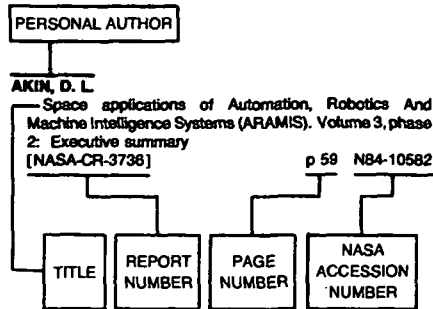 PERSONAL AUTHOR
AKIN, D. L.
Space applications of Automation, Robotics And
Machine Intelligence Systems (ARAMIS). Volume 3, phase
2: Executive summary
[NASA-CR-3736] p 59 N84-10582
TITLE
REPORT
NUMBER
PAGE
NUMBER
NASA
ACCESSION
NUMBER